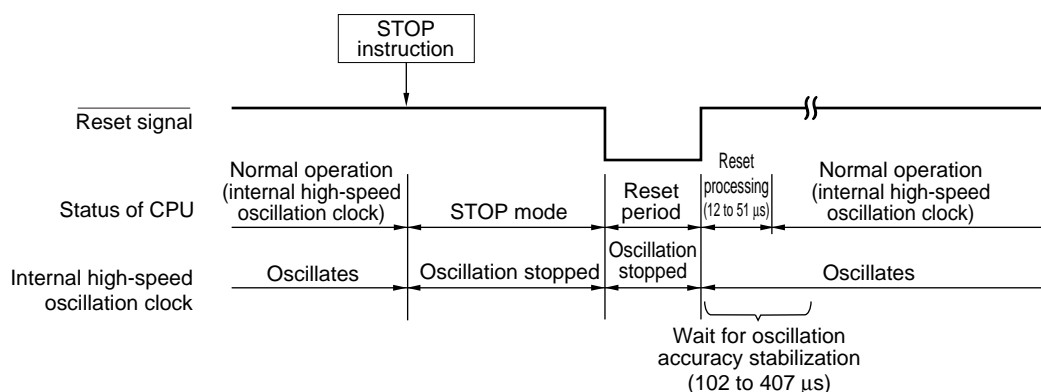 STOP
instruction
Reset signal
Status of CPU
Normal operation
(internal high-speed
oscillation clock)
STOP mode
Reset
period
Reset
processing
(12 to 51 μs)
Normal operation
(internal high-speed
oscillation clock)
Internal high-speed
oscillation clock
Oscillates
Oscillation stopped
Oscillation
stopped
Oscillates
Wait for oscillation
accuracy stabilization
(102 to 407 μs)